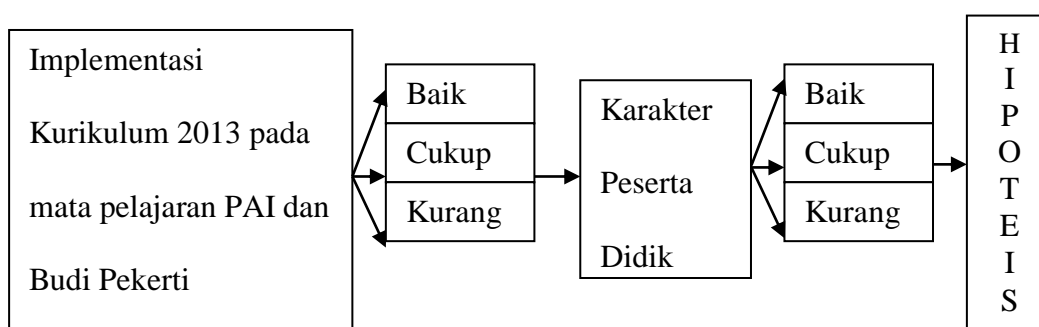 Implementasi
Kurikulum 2013 pada
mata pelajaran PAI dan
Budi Pekerti
Baik
Cukup
Kurang
Karakter
Peserta
Didik
Baik
Cukup
Kurang
H
I
P
O
T
E
I
S